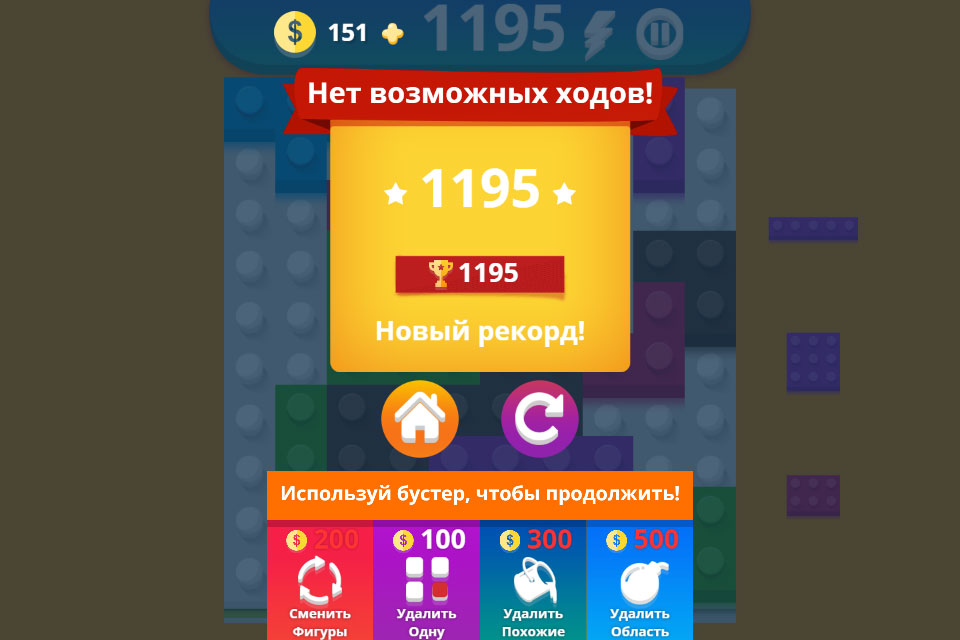 $ 151 1195
Нет возможных ходов!
1195
1195
Новый рекорд!
Используй бустер, чтобы продолжить!
$ 200 $ 100 $ 300 $ 500
Сменить Удалить Удалить Удалить
Фигуры Одну Похожие Область